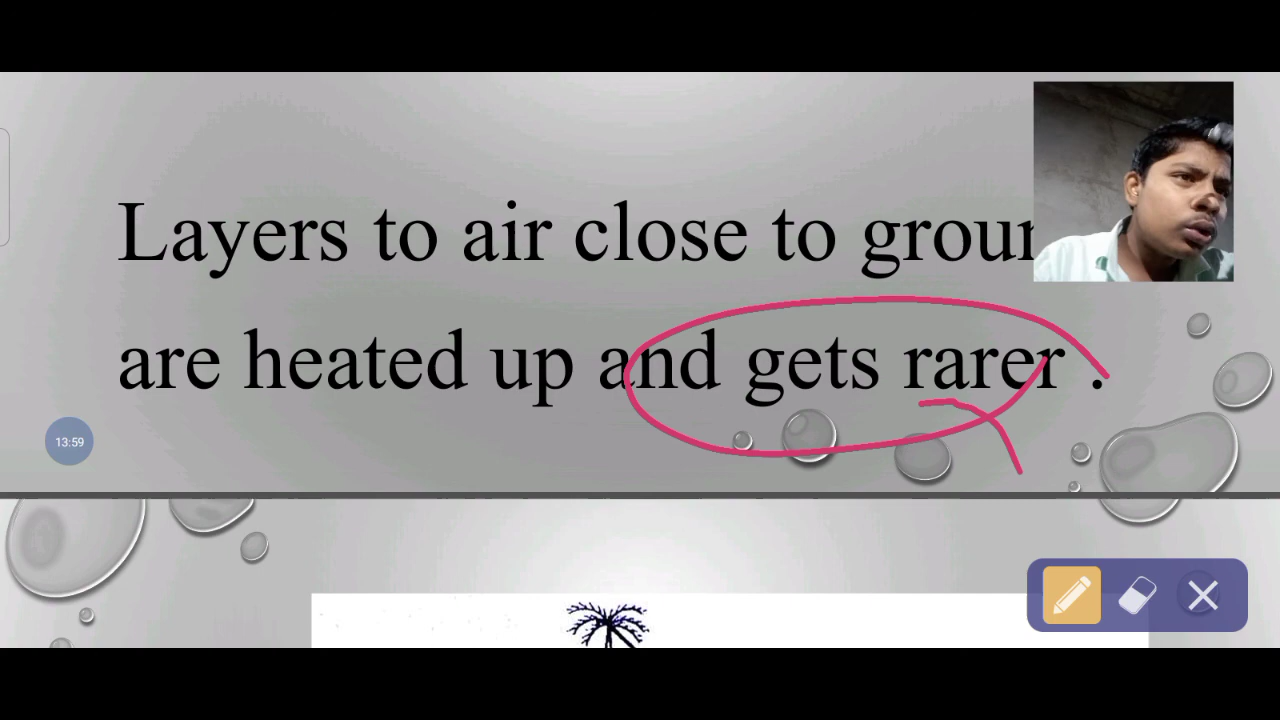 Layers to air close to groun
are heated up and gets rarer .
13:59